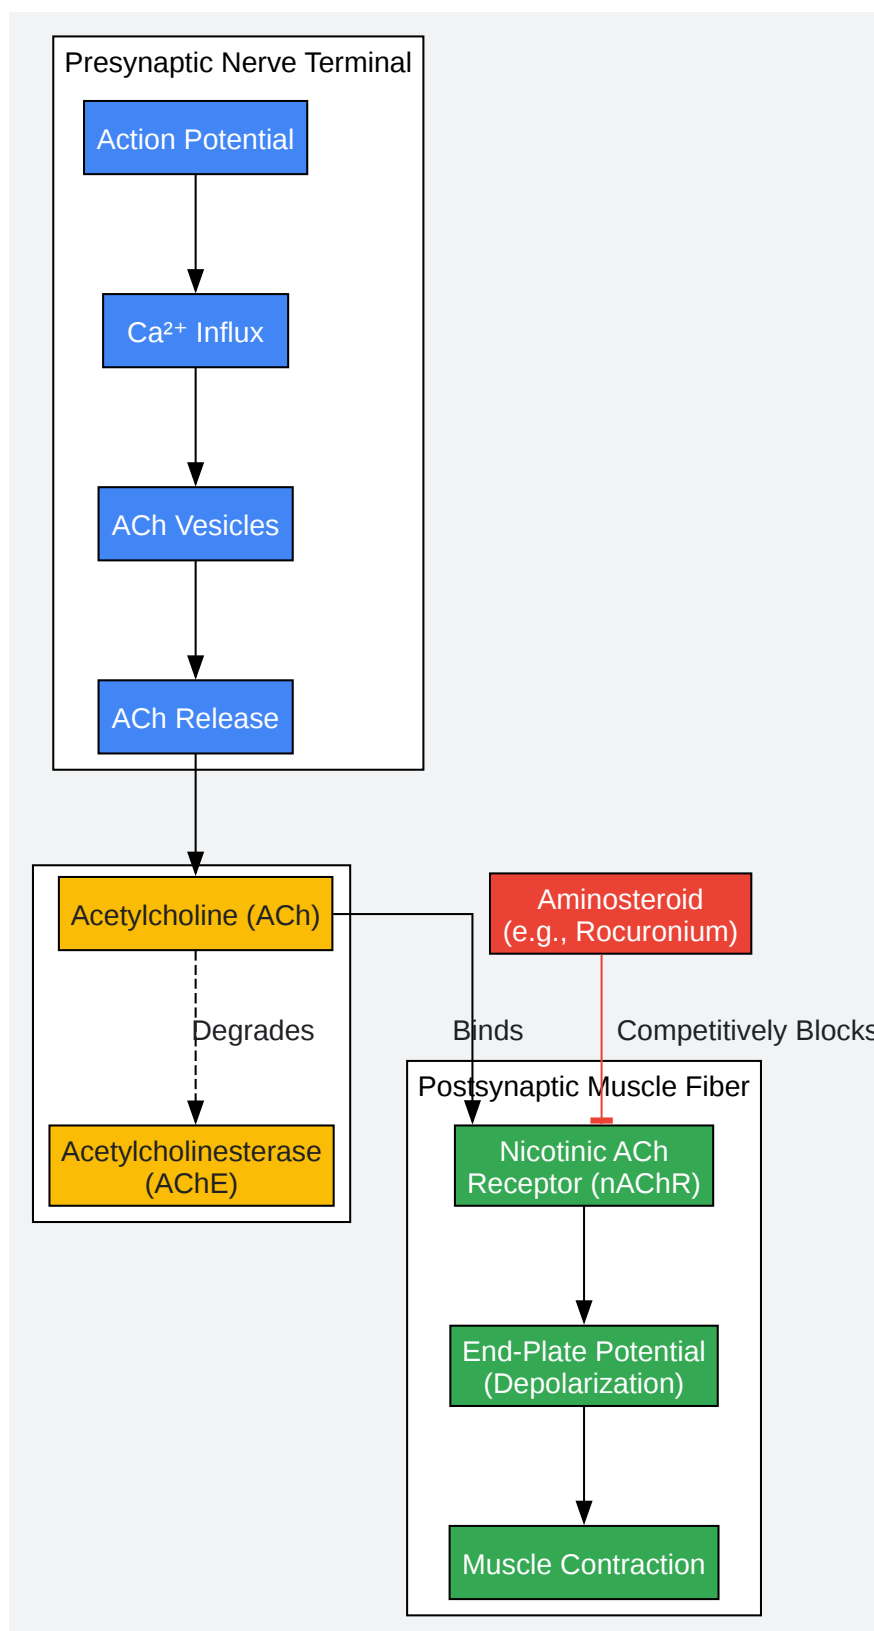 Presynaptic Nerve Terminal
Action Potential
Ca²⁺ Influx
ACh Vesicles
ACh Release
Acetylcholine (ACh)
Aminosteroid
(e.g., Rocuronium)
Degrades
Binds
Competitively Blocks
Postsynaptic Muscle Fiber
Acetylcholinesterase
(AChE)
Nicotinic ACh
Receptor (nAChR)
End-Plate Potential
(Depolarization)
Muscle Contraction